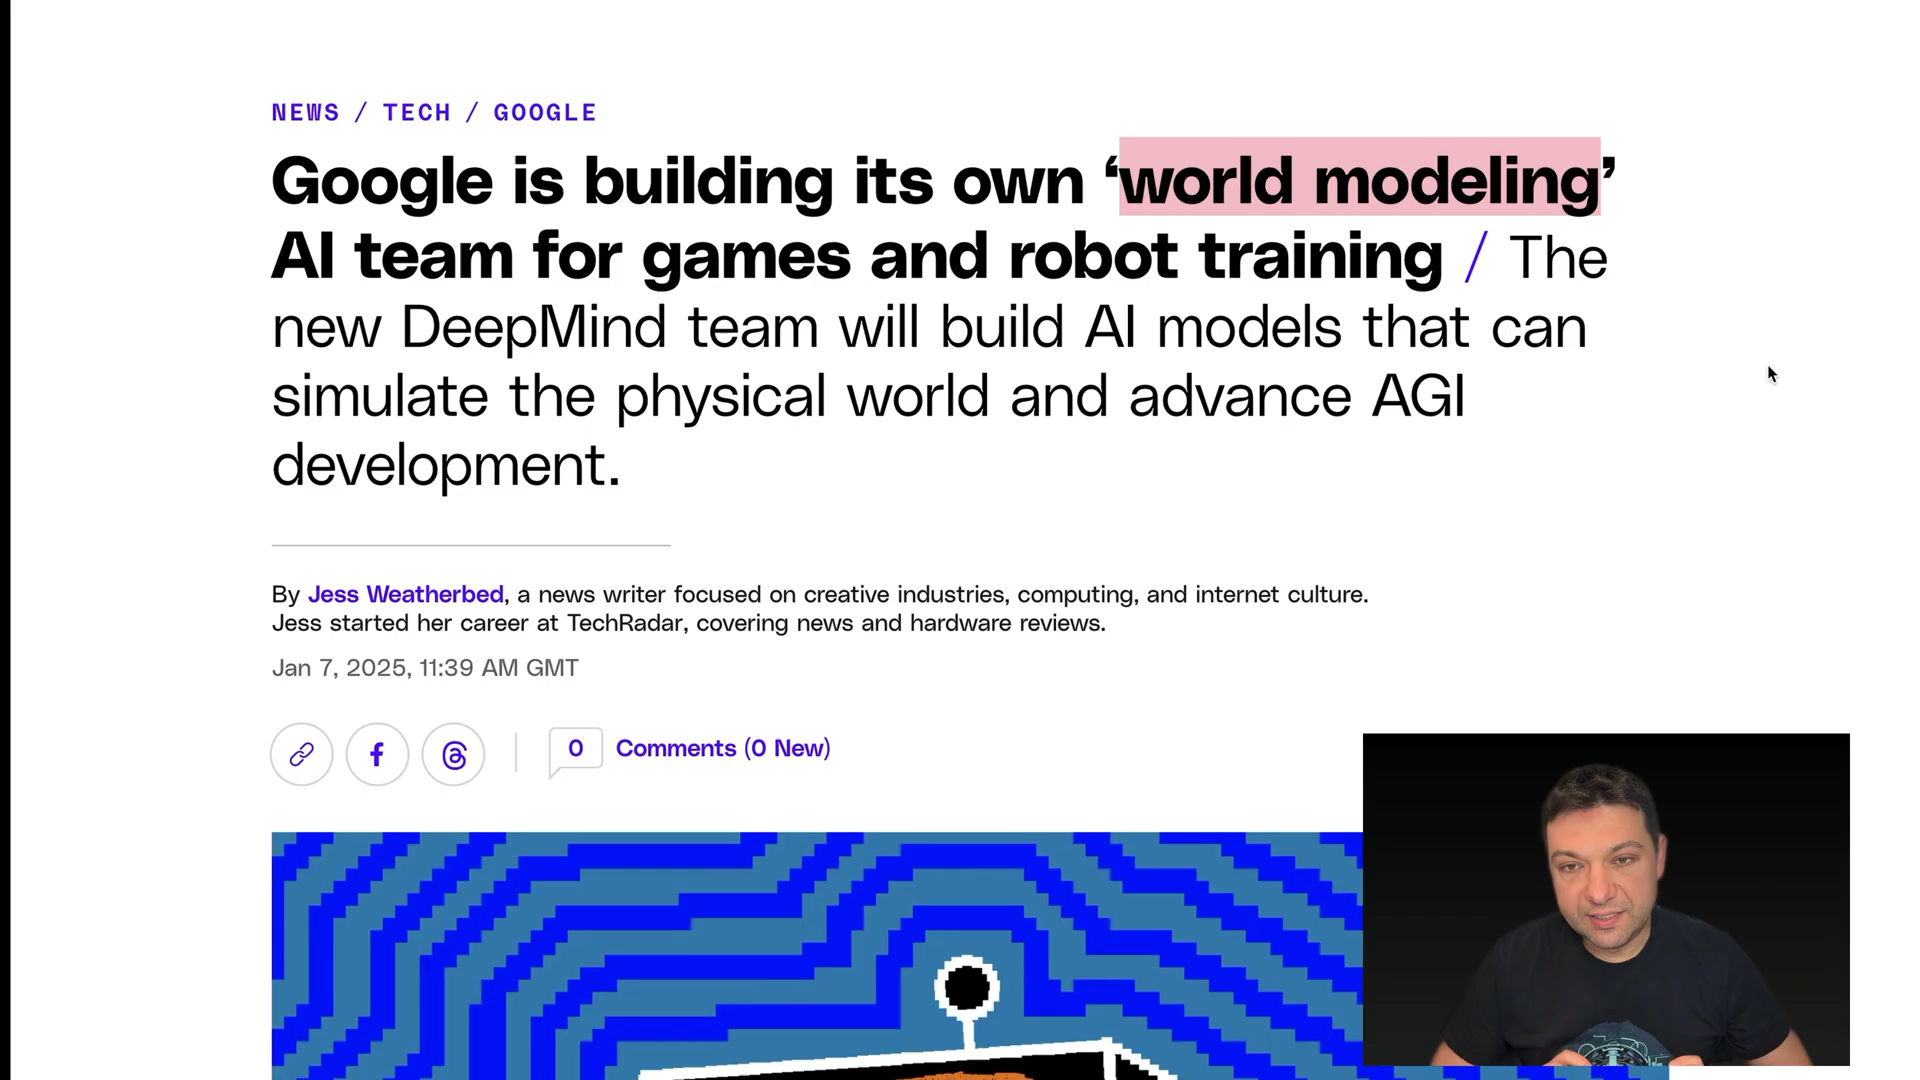 NEWS / TECH / GOOGLE
Google is building its own ‘world modeling’
AI team for games and robot training / The
new DeepMind team will build AI models that can
simulate the physical world and advance AGI
development.
By Jess Weatherbed, a news writer focused on creative industries, computing, and internet culture.
Jess started her career at TechRadar, covering news and hardware reviews.
Jan 7, 2025, 11:39 AM GMT
0 Comments (0 New)